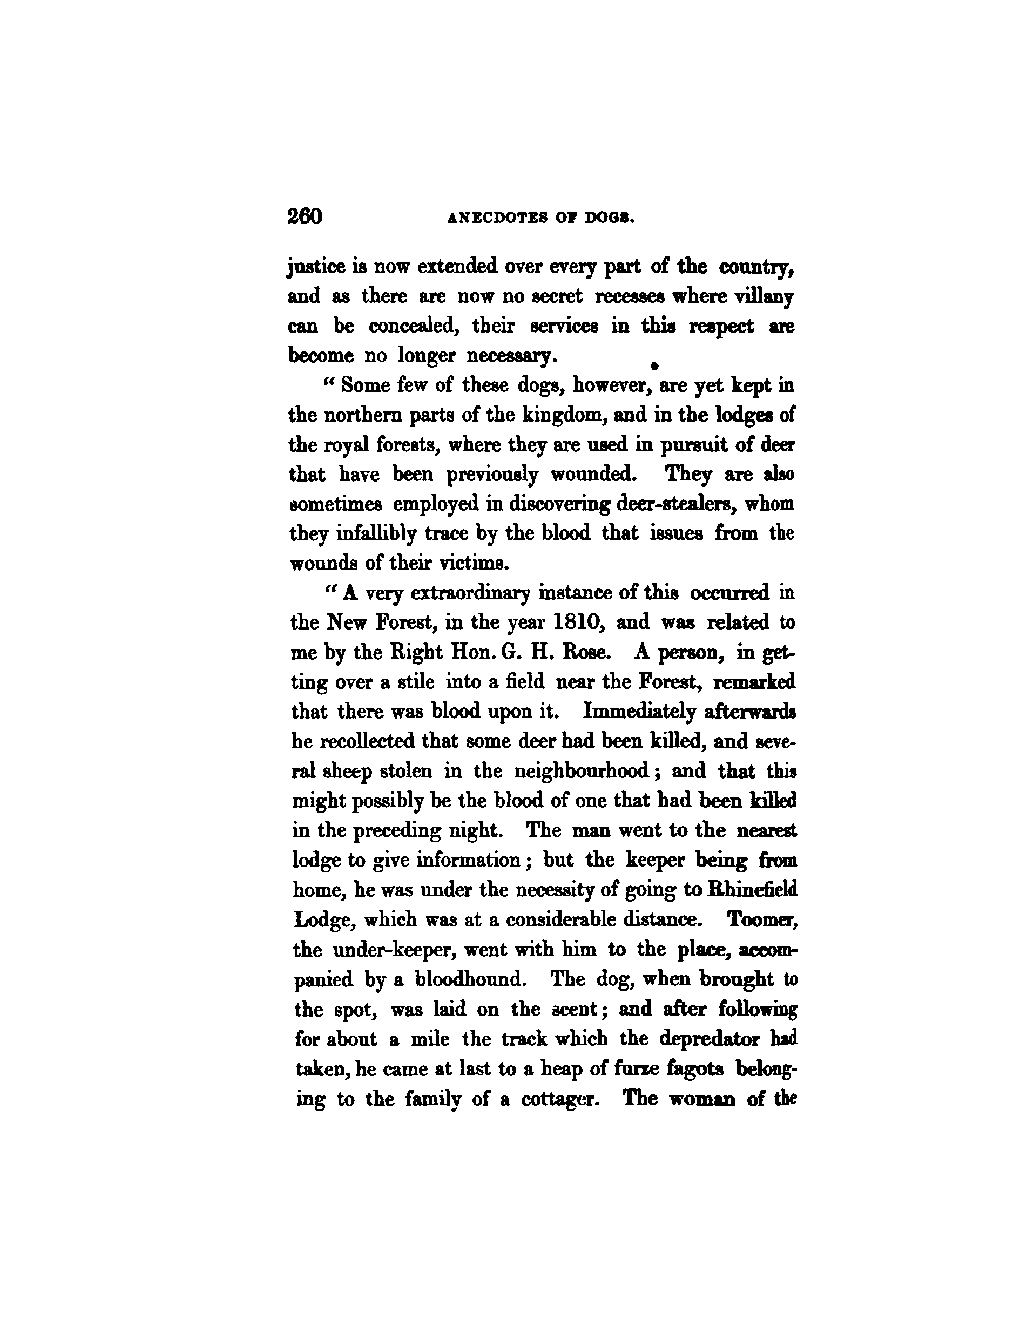 260 ANECDOTES OF DOGS.
justice is now extended over every part of the country,
and as there are now no secret recesses where villany
can be concealed, their services in this respect are
become no longer necessary.
“ Some few of these dogs, however, are yet kept in
the northern parts of the kingdom, and in the lodges of
the royal forests, where they are used in pursuit of deer
that have been previously wounded. They are also
sometimes employed in discovering deer-stealers, whom
they infallibly trace by the blood that issues from the
wounds of their victims.
“ A very extraordinary instance of this occurred in
the New Forest, in the year 1810, and was related to
me by the Right Hon. G. H. Rose. A person, in get-
ting over a stile into a field near the Forest, remarked
that there was blood upon it. Immediately afterwards
he recollected that some deer had been killed, and seve-
ral sheep stolen in the neighbourhood ; and that this
might possibly be the blood of one that had been killed
in the preceding night. The man went to the nearest
lodge to give information ; but the keeper being from
home, he was under the necessity of going to Rhinefield
Lodge, which was at a considerable distance. Toomer,
the under-keeper, went with him to the place, accom-
panied by a bloodhound. The dog, when brought to
the spot, was laid on the scent ; and after following
for about a mile the track which the depredator had
taken, he came at last to a heap of furze fagots belong-
ing to the family of a cottager. The woman of the